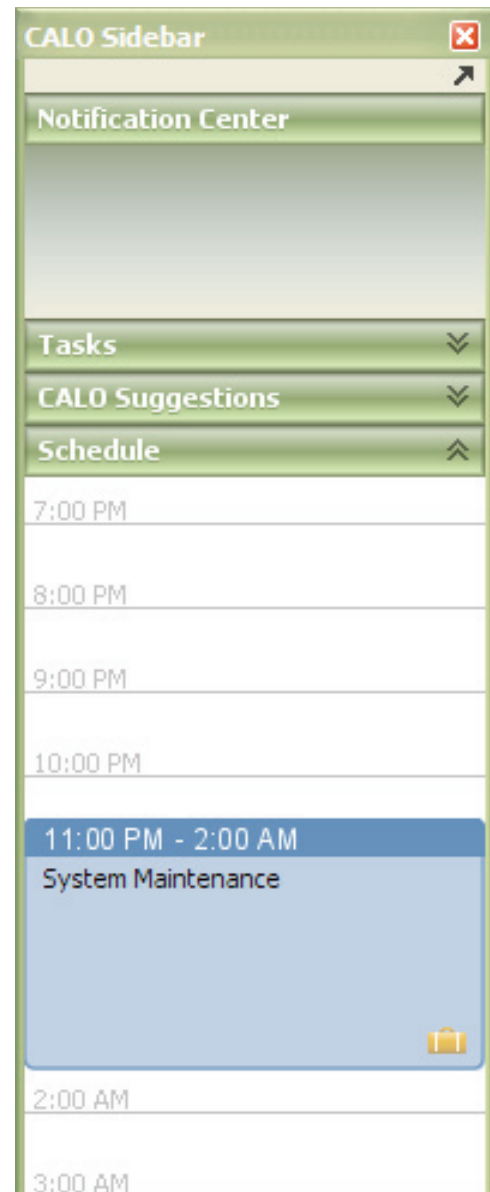 CALO Sidebar
Notification Center
Tasks
CALO Suggestions
Schedule
7:00 PM
8:00 PM
9:00 PM
10:00 PM
11:00 PM - 2:00 AM
System Maintenance
2:00 AM
3:00 AM